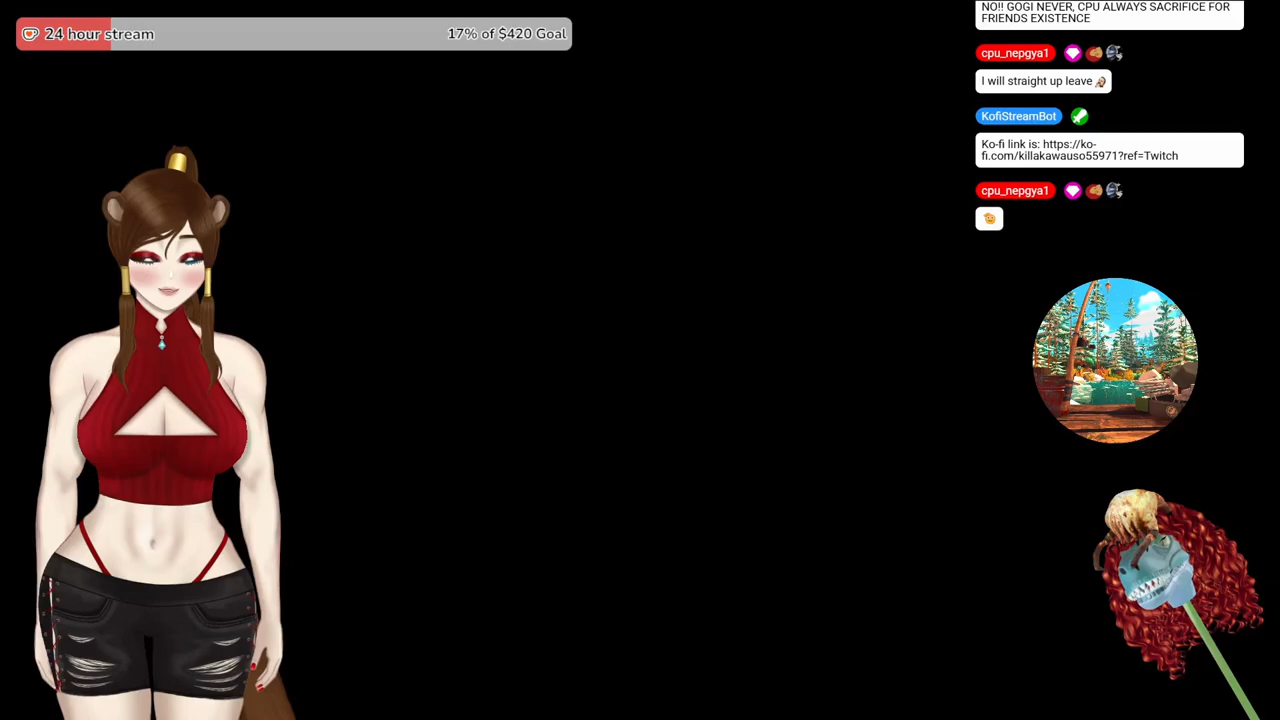 24 hour stream
17% of $420 Goal
NO!! GOGI NEVER, CPU ALWAYS SACRIFICE FOR
FRIENDS EXISTENCE
cpu_nepgya1
I will straight up leave
KofiStreamBot
Ko-fi link is: https://ko-
fi.com/killakawauso55971?ref=Twitch
cpu_nepgya1